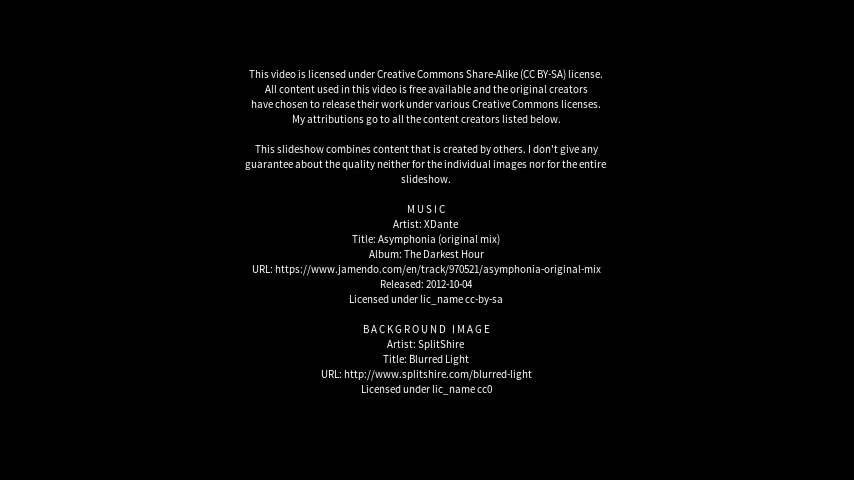 This video is licensed under Creative Commons Share-Alike (CC BY-SA) license.
All content used in this video is free available and the original creators
have chosen to release their work under various Creative Commons licenses.
My attributions go to all the content creators listed below.
This slideshow combines content that is created by others. I don't give any
guarantee about the quality neither for the individual images nor for the entire
slideshow.
MUSIC
Artist: XDante
Title: Asymphonia (original mix)
Album: The Darkest Hour
URL: https://www.jamendo.com/en/track/970521/asymphonia-original-mix
Released: 2012-10-04
Licensed under lic_name cc-by-sa
BACKGROUND IMAGE
Artist: SplitShire
Title: Blurred Light
URL: http://www.splitshire.com/blurred-light
Licensed under lic_name cc0